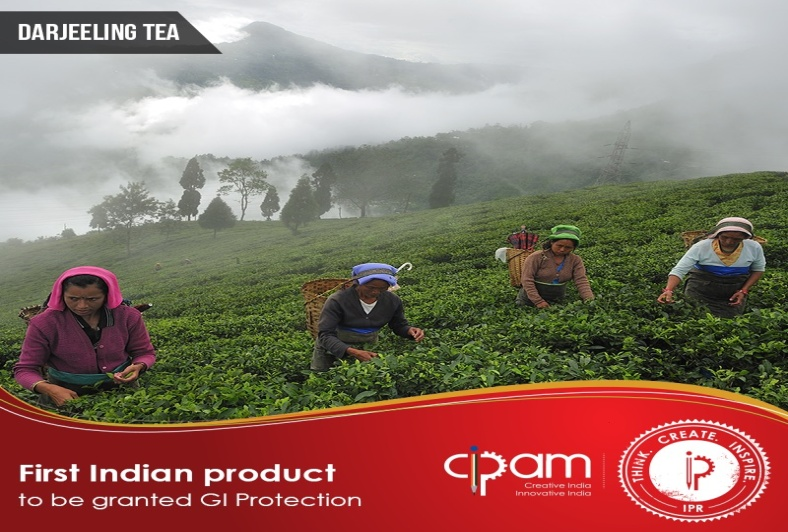 DARJEELING TEA
First Indian product
to be granted GI Protection
cipam
Creative India
Innovative India
THINK. CREATE. INSPIRE.
ip
IPR